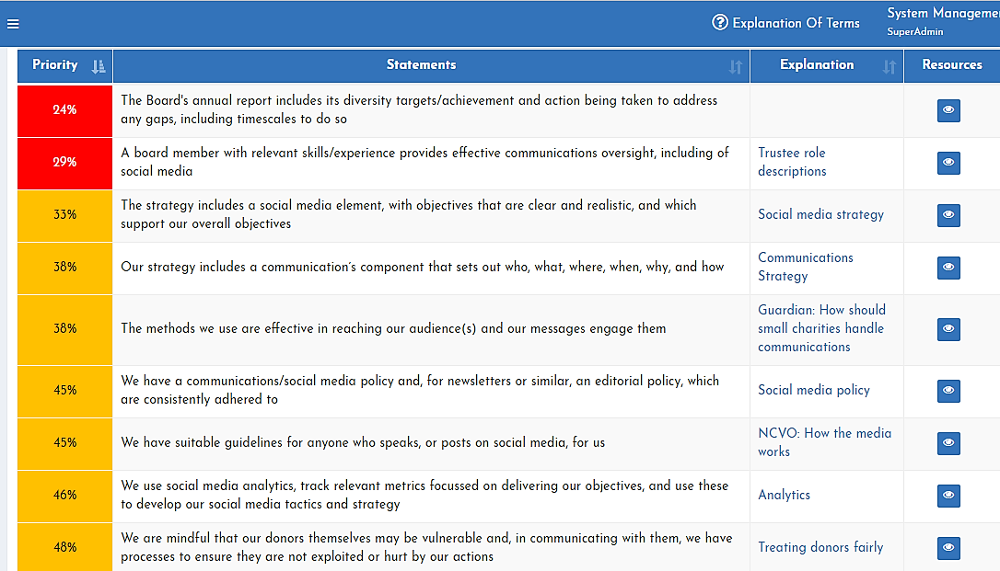 Explanation Of Terms
System Manageme
SuperAdmin
Priority Statements Explanation Resources
24%
The Board's annual report includes its diversity targets/achievement and action being taken to address
any gaps, including timescales to do so
29%
A board member with relevant skills/experience provides effective communications oversight, including of
social media
Trustee role
descriptions
33%
The strategy includes a social media element, with objectives that are clear and realistic, and which
support our overall objectives
Social media strategy
38%
Our strategy includes a communication's component that sets out who, what, where, when, why, and how
Communications
Strategy
38%
The methods we use are effective in reaching our audience(s) and our messages engage them
Guardian: How should
small charities handle
communications
45%
We have a communications/social media policy and, for newsletters or similar, an editorial policy, which
are consistently adhered to
Social media policy
45%
We have suitable guidelines for anyone who speaks, or posts on social media, for us
NCVO: How the media
works
46%
We use social media analytics, track relevant metrics focussed on delivering our objectives, and use these
to develop our social media tactics and strategy
Analytics
48%
We are mindful that our donors themselves may be vulnerable and, in communicating with them, we have
processes to ensure they are not exploited or hurt by our actions
Treating donors fairly